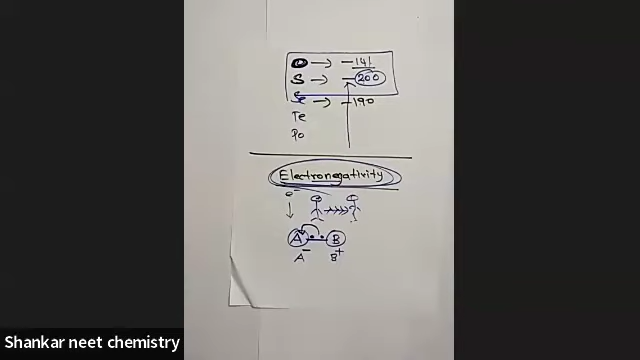 O → -141
S → -200
Se → -190
Te
Po
Electronegativity
e⁻
A B
A⁻ B⁺
Shankar neet chemistry